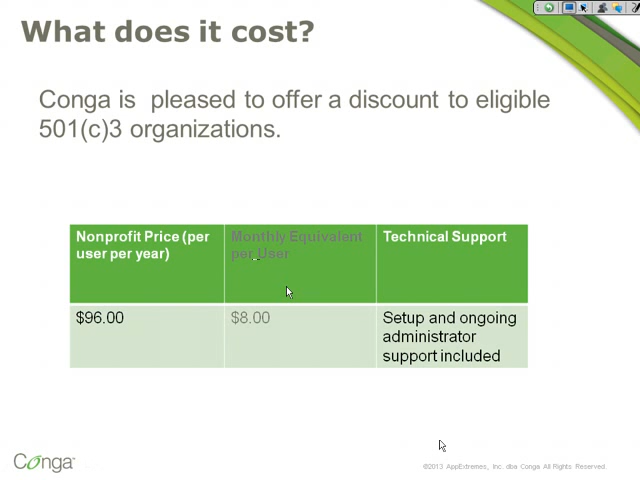 What does it cost?
Conga is pleased to offer a discount to eligible
501(c)3 organizations.
Nonprofit Price (per
user per year)
Monthly Equivalent
per User
Technical Support
$96.00
$8.00
Setup and ongoing
administrator
support included
Conga
©2013 AppExtremes, Inc. dba Conga. All Rights Reserved.